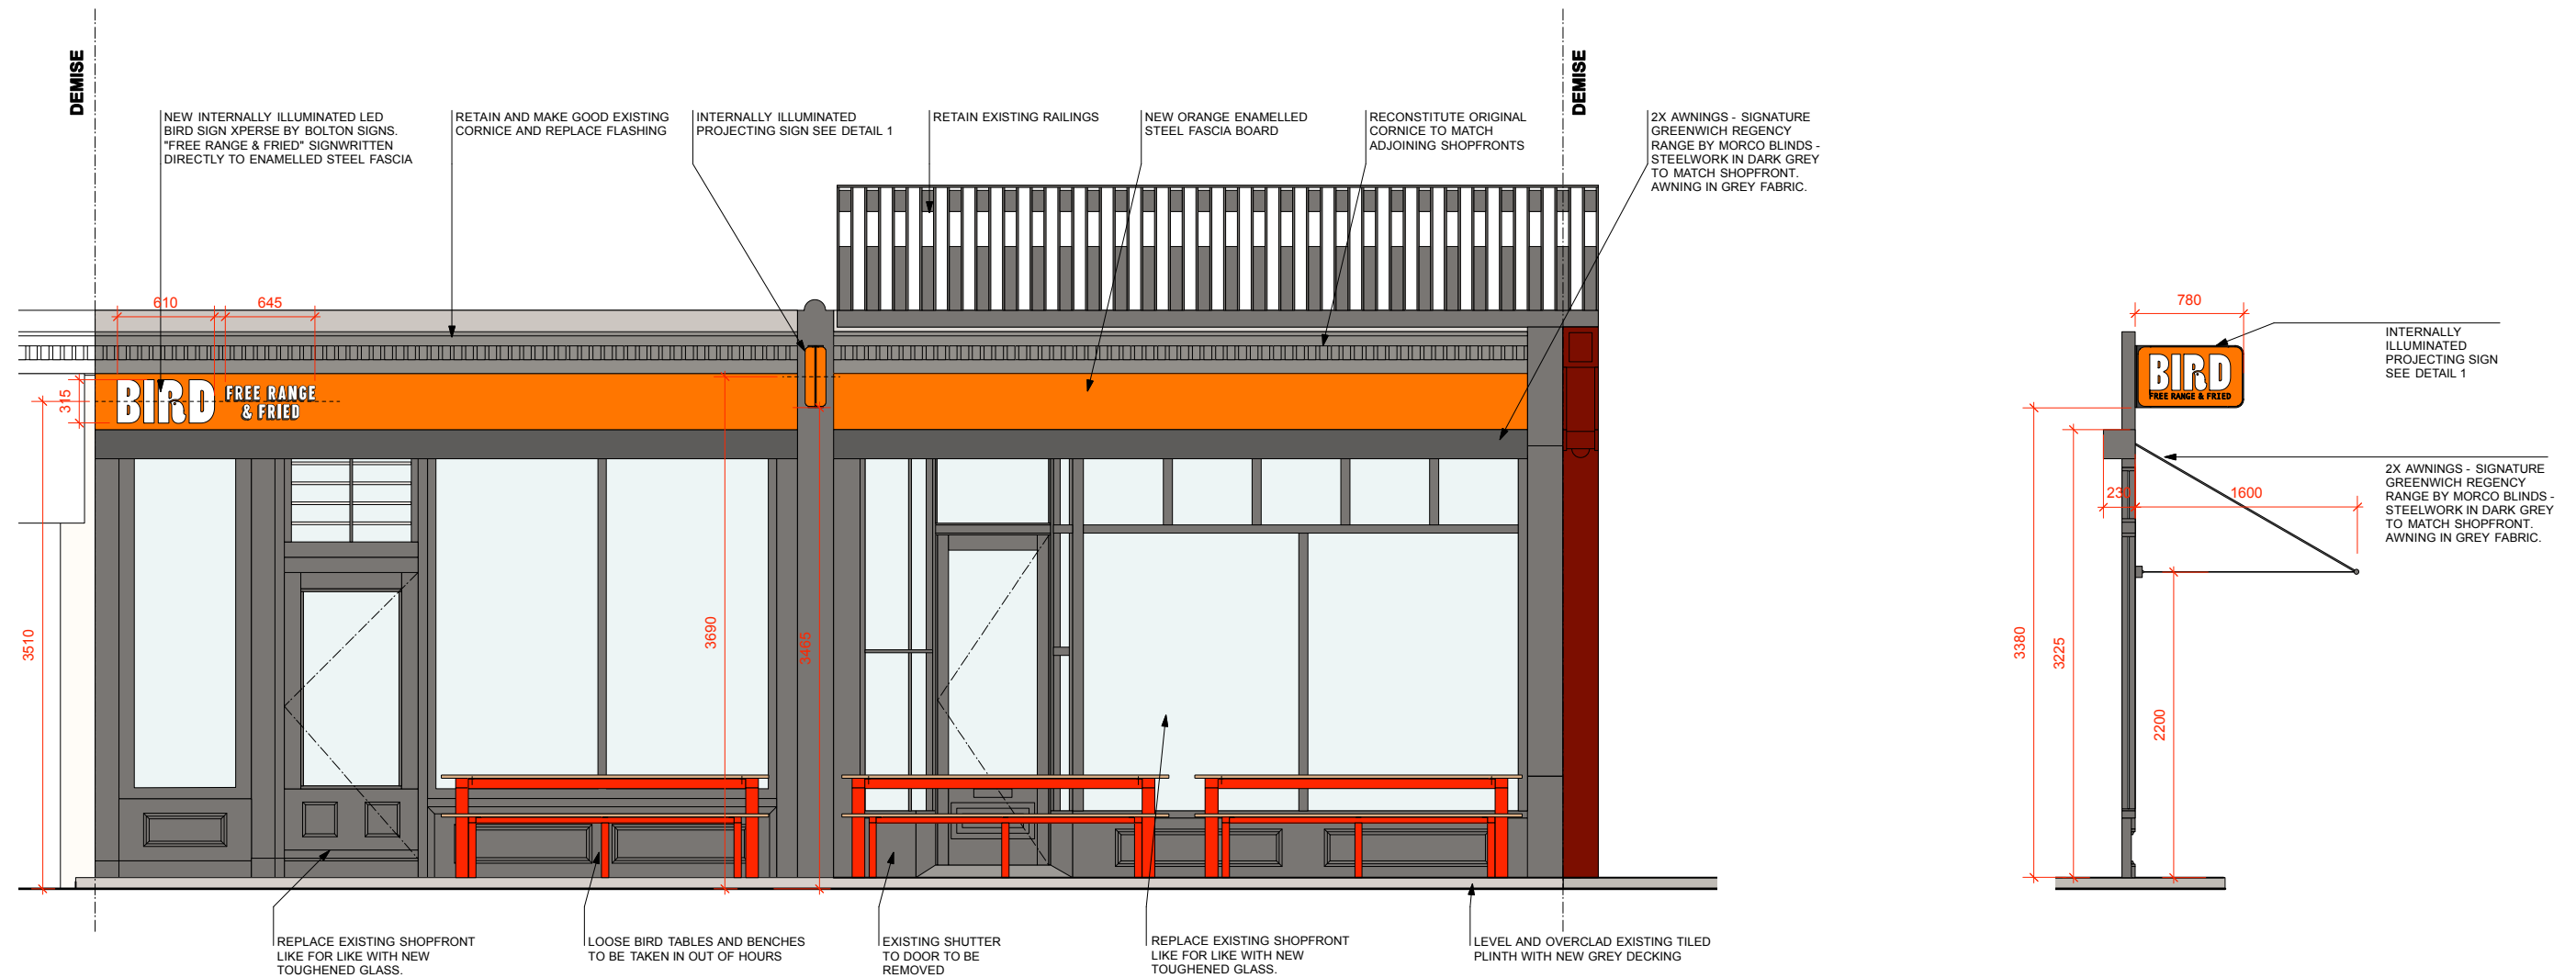 DEMISE
DEMISE
NEW INTERNALLY ILLUMINATED LED
BIRD SIGN XPERSE BY BOLTON SIGNS.
"FREE RANGE & FRIED" SIGNWRITTEN
DIRECTLY TO ENAMELLED STEEL FASCIA
RETAIN AND MAKE GOOD EXISTING
CORNICE AND REPLACE FLASHING
INTERNALLY ILLUMINATED
PROJECTING SIGN SEE DETAIL 1
RETAIN EXISTING RAILINGS
NEW ORANGE ENAMELLED
STEEL FASCIA BOARD
RECONSTITUTE ORIGINAL
CORNICE TO MATCH
ADJOINING SHOPFRONTS
2X AWNINGS - SIGNATURE
GREENWICH REGENCY
RANGE BY MORCO BLINDS -
STEELWORK IN DARK GREY
TO MATCH SHOPFRONT.
AWNING IN GREY FABRIC.
610
645
315
BIRD
FREE RANGE
& FRIED
3510
3690
3465
780
INTERNALLY
ILLUMINATED
PROJECTING SIGN
SEE DETAIL 1
BIRD
FREE RANGE & FRIED
2X AWNINGS - SIGNATURE
GREENWICH REGENCY
RANGE BY MORCO BLINDS -
STEELWORK IN DARK GREY
TO MATCH SHOPFRONT.
AWNING IN GREY FABRIC.
230
1600
3380
3225
2200
REPLACE EXISTING SHOPFRONT
LIKE FOR LIKE WITH NEW
TOUGHENED GLASS.
LOOSE BIRD TABLES AND BENCHES
TO BE TAKEN IN OUT OF HOURS
EXISTING SHUTTER
TO DOOR TO BE
REMOVED
REPLACE EXISTING SHOPFRONT
LIKE FOR LIKE WITH NEW
TOUGHENED GLASS.
LEVEL AND OVERCLAD EXISTING TILED
PLINTH WITH NEW GREY DECKING